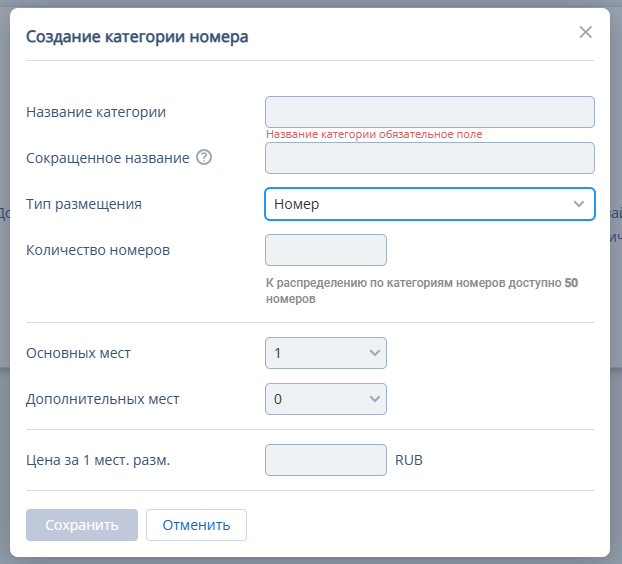 Создание категории номера
Название категории
Название категории обязательное поле
Сокращенное название ?
Тип размещения Номер
Количество номеров
К распределению по категориям номеров доступно 50
номеров
Основных мест 1
Дополнительных мест 0
Цена за 1 мест. разм. RUB
Сохранить Отменить